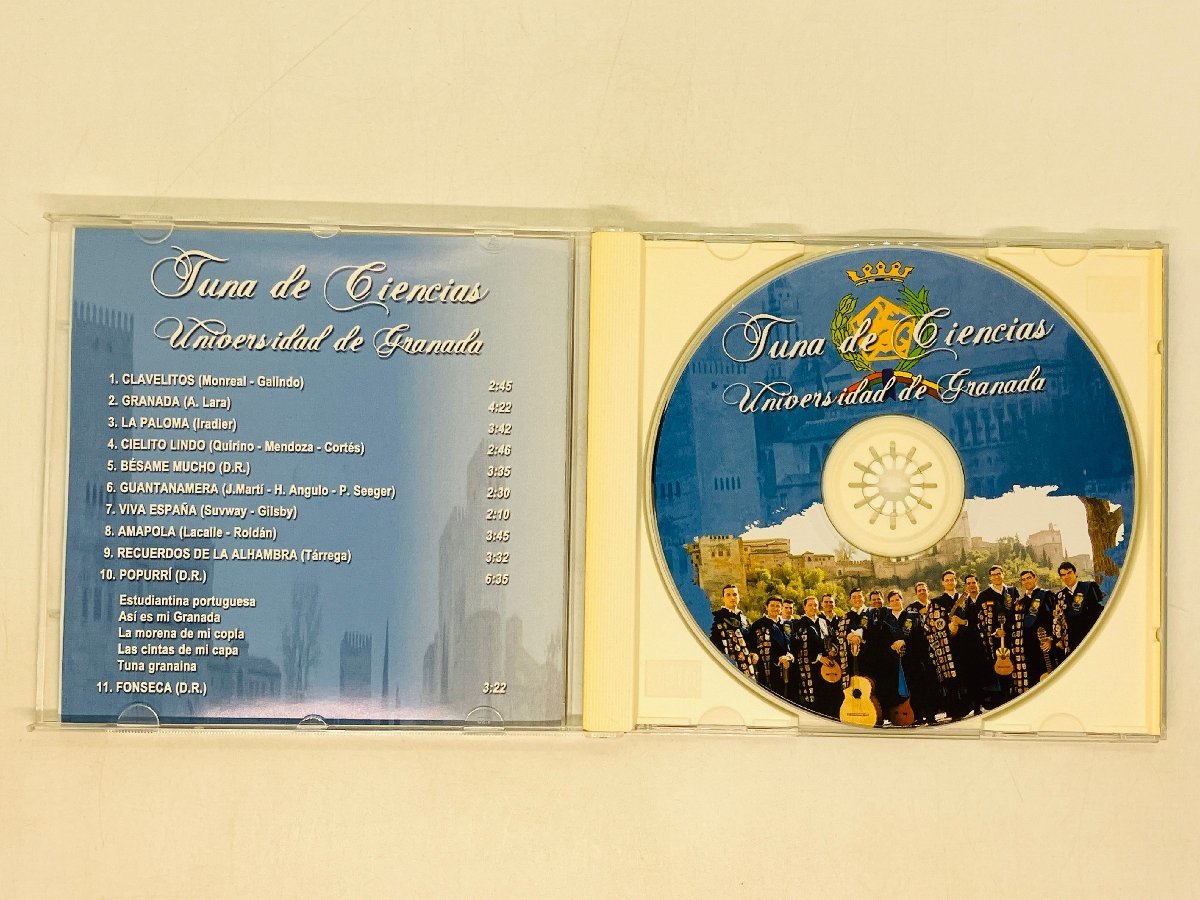 Tuna de Ciencias
Universidad de Granada
1. CLAVELITOS (Monreal - Galindo) 2:45
2. GRANADA (A. Lara) 4:22
3. LA PALOMA (Iradier) 3:42
4. CIELITO LINDO (Quirino - Mendoza - Cortés) 2:46
5. BÉSAME MUCHO (D.R.) 3:35
6. GUANTANAMERA (J.Martí - H. Angulo - P. Seeger) 2:30
7. VIVA ESPAÑA (Suvway - Gilsby) 2:10
8. AMAPOLA (Lacalle - Roldán) 3:45
9. RECUERDOS DE LA ALHAMBRA (Tárrega) 3:32
10. POPURRÍ (D.R.) 6:35
Estudiantina portuguesa
Así es mi Granada
La morena de mi copla
Las cintas de mi capa
Tuna granaina
11. FONSECA (D.R.) 3:22
Tuna de Ciencias
Universidad de Granada